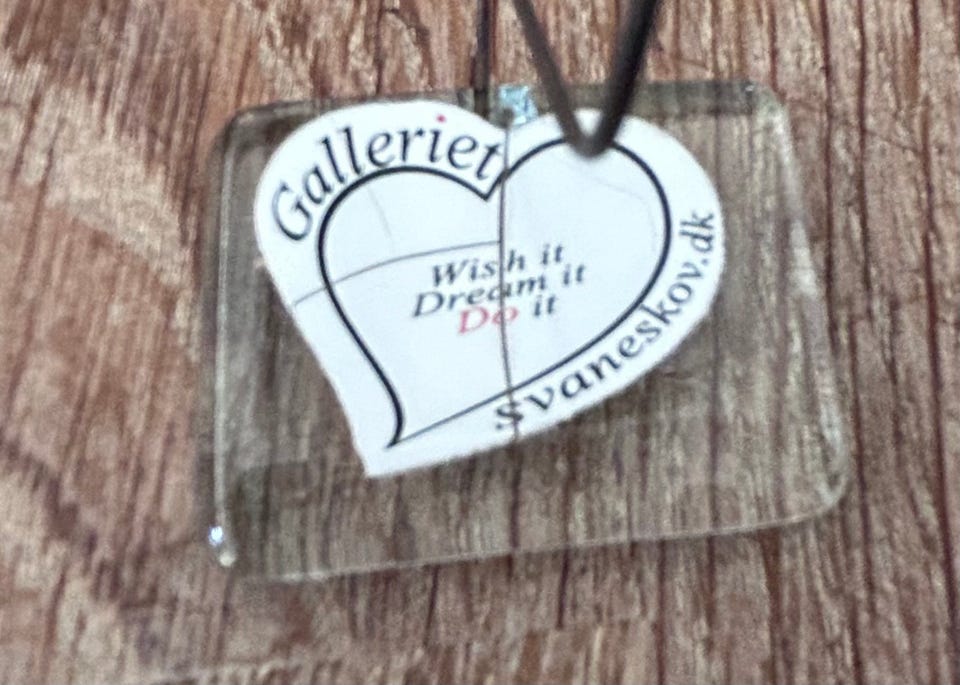 Galleriet
Wish it
Dream it
Do it
svaneskov.dk